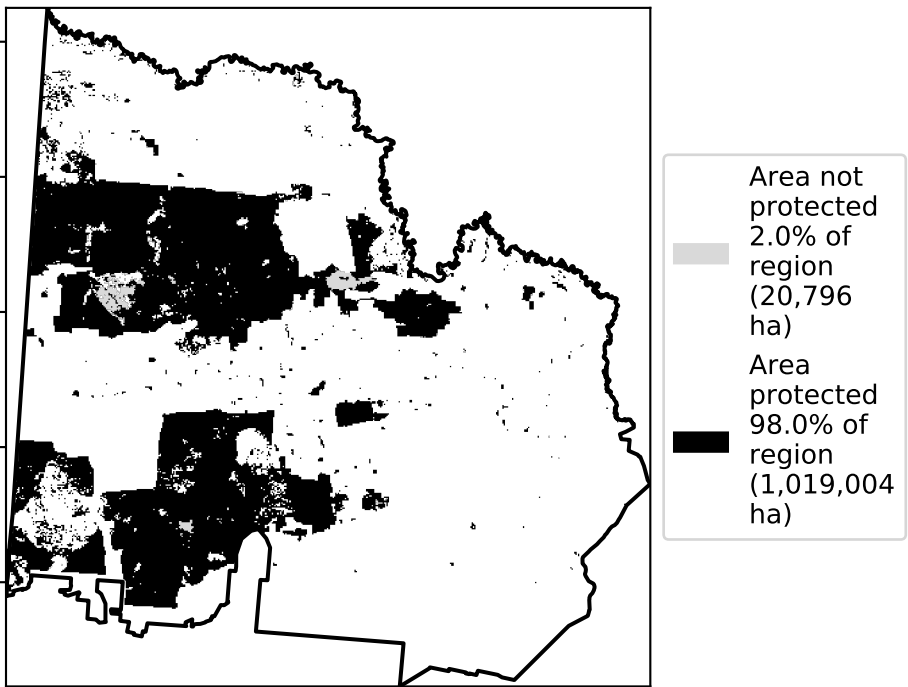 Area not
protected
2.0% of
region
(20,796
ha)
Area
protected
98.0% of
region
(1,019,004
ha)